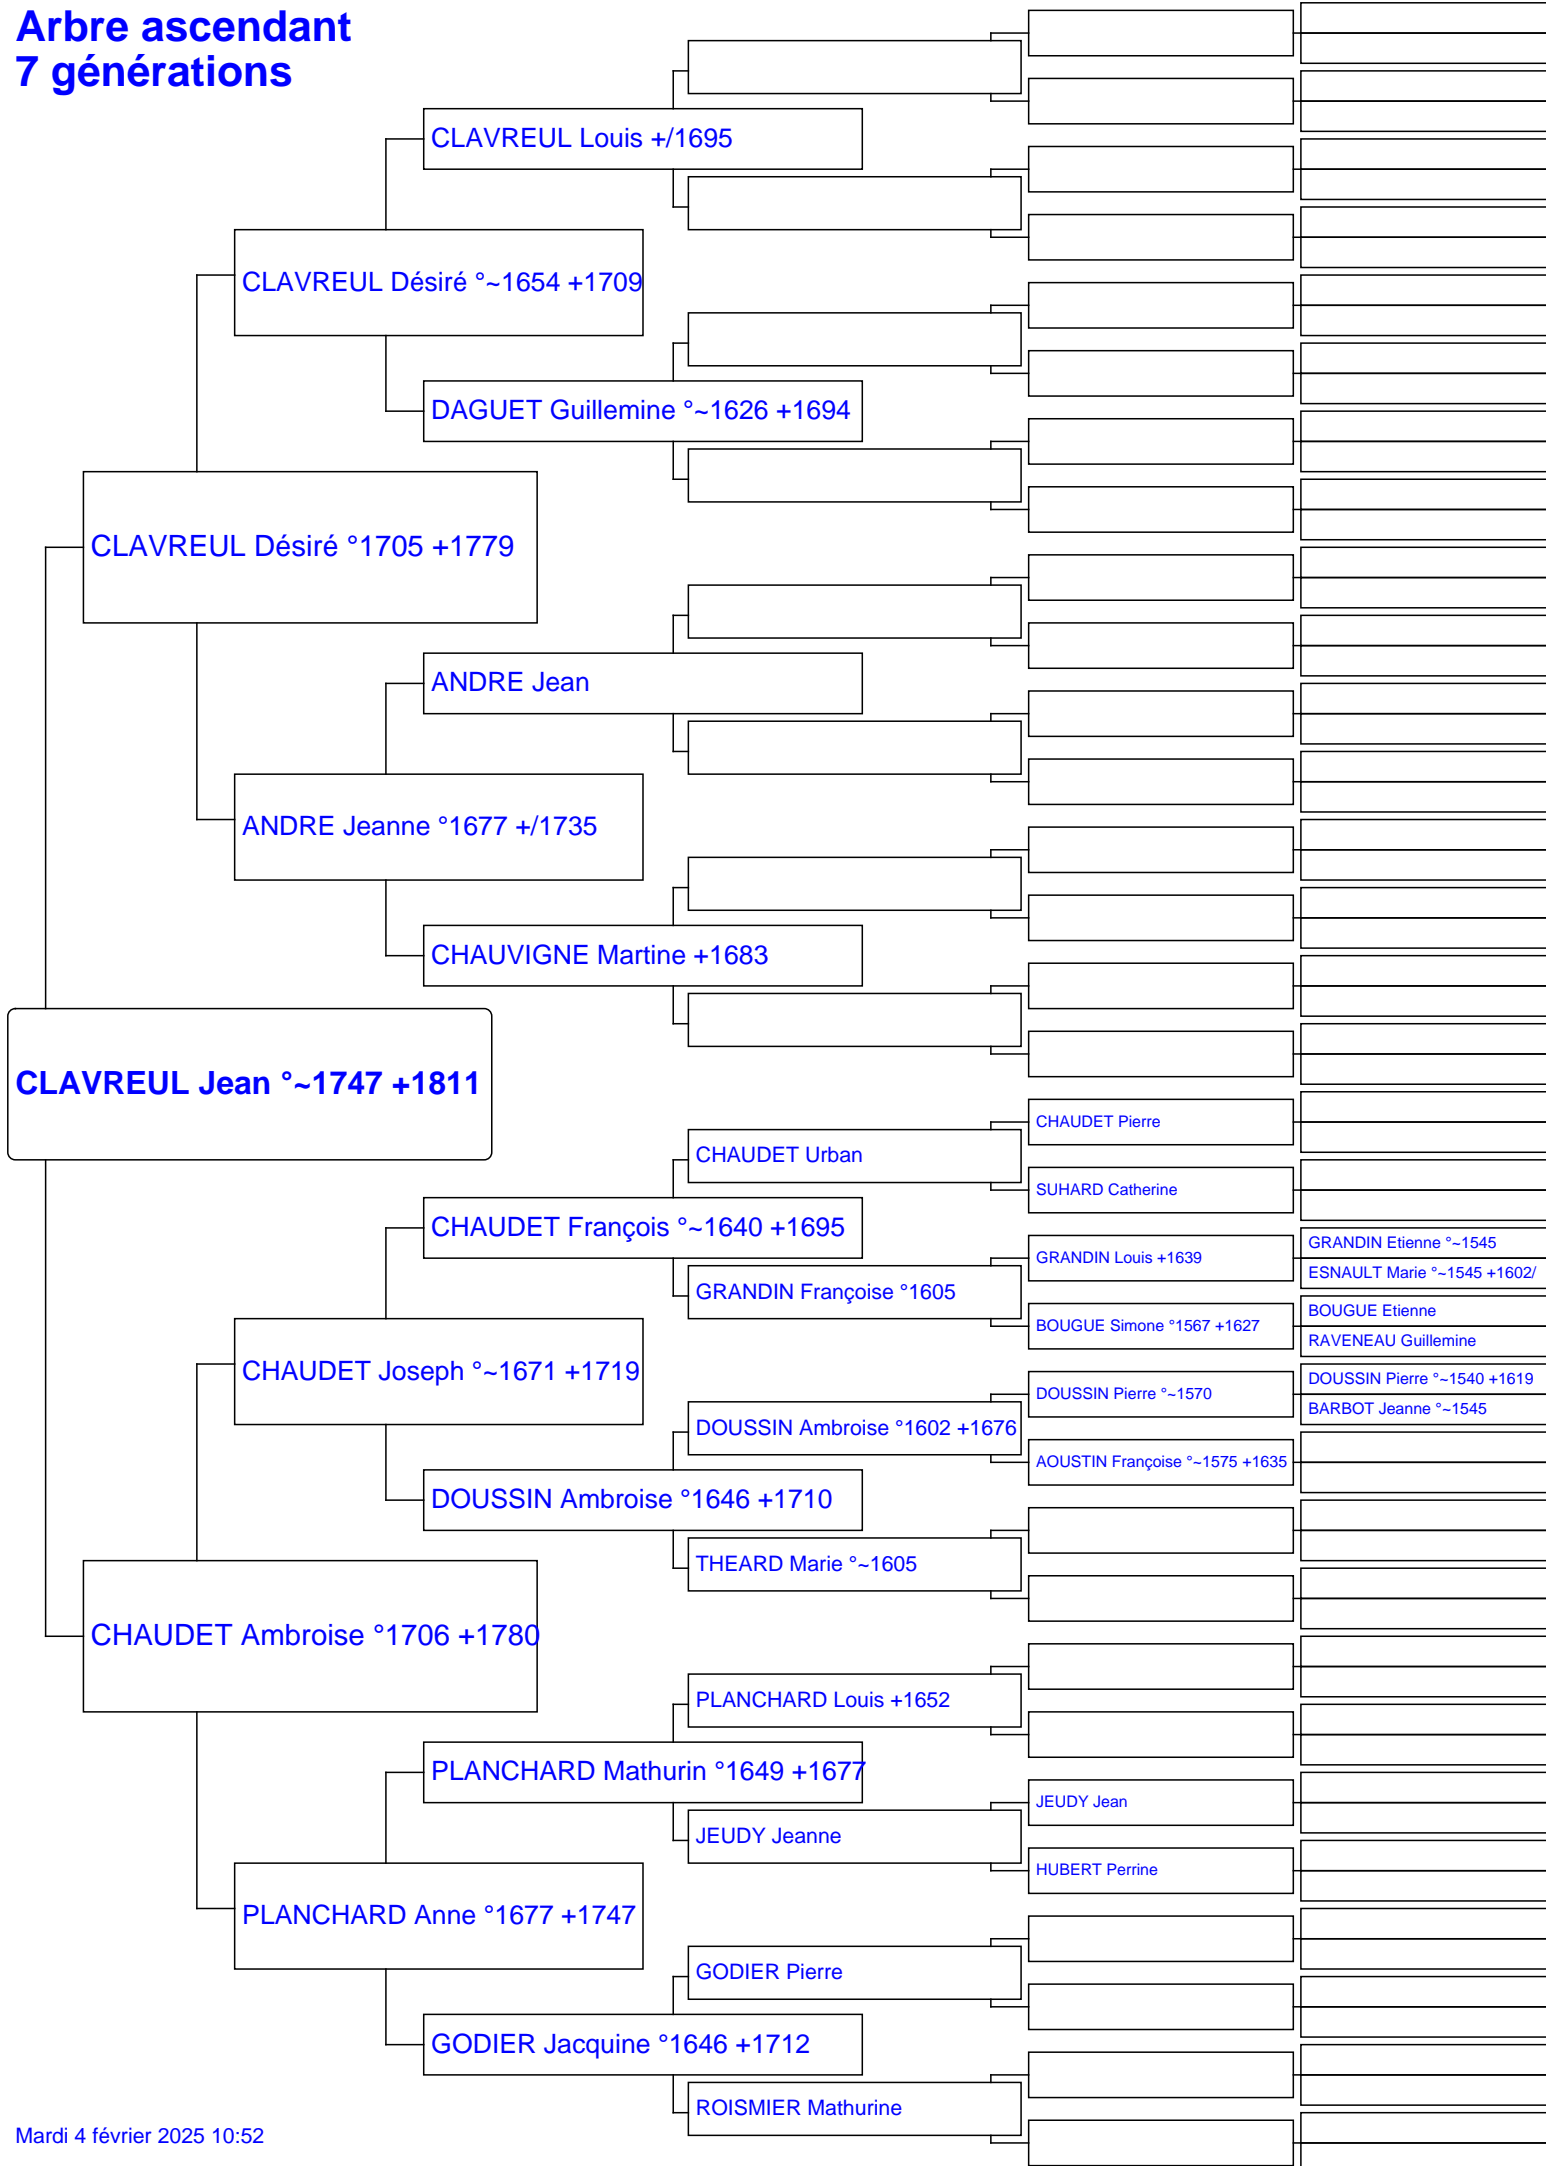 Arbre ascendant
7 générations
CLAVREUL Louis +/1695
CLAVREUL Désiré °~1654 +1709
DAGUET Guillemine °~1626 +1694
CLAVREUL Désiré °1705 +1779
ANDRE Jean
ANDRE Jeanne °1677 +/1735
CHAUVIGNE Martine +1683
CLAVREUL Jean °~1747 +1811
CHAUDET Pierre
CHAUDET Urban
SUHARD Catherine
CHAUDET François °~1640 +1695
GRANDIN Etienne °~1545
GRANDIN Louis +1639
ESNAULT Marie °~1545 +1602/
GRANDIN Françoise °1605
BOUGUE Etienne
BOUGUE Simone °1567 +1627
RAVENEAU Guillemine
CHAUDET Joseph °~1671 +1719
DOUSSIN Pierre °~1540 +1619
DOUSSIN Pierre °~1570
BARBOT Jeanne °~1545
DOUSSIN Ambroise °1602 +1676
AOUSTIN Françoise °~1575 +1635
DOUSSIN Ambroise °1646 +1710
THEARD Marie °~1605
CHAUDET Ambroise °1706 +1780
PLANCHARD Louis +1652
PLANCHARD Mathurin °1649 +1677
JEUDY Jean
JEUDY Jeanne
HUBERT Perrine
PLANCHARD Anne °1677 +1747
GODIER Pierre
GODIER Jacquine °1646 +1712
ROISMIER Mathurine
Mardi 4 février 2025 10:52